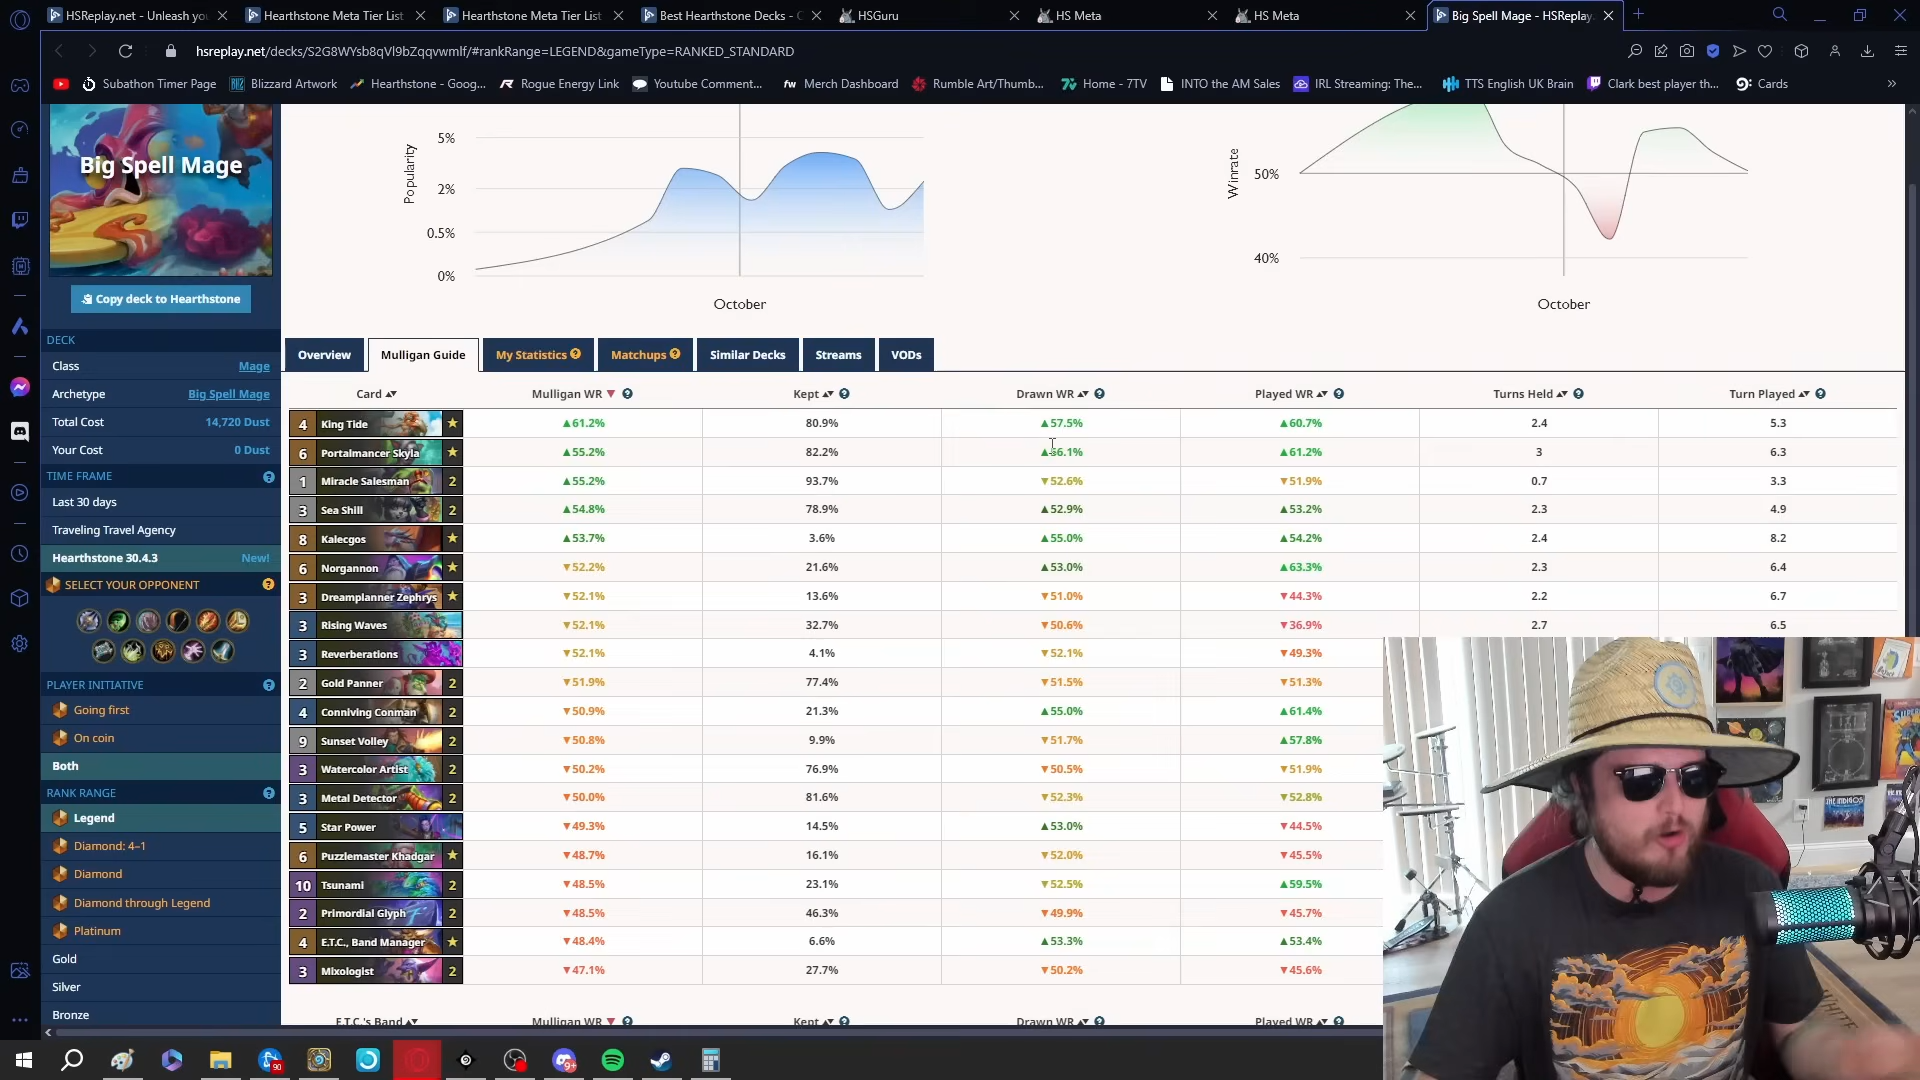 HSReplay.net - Unleash yo
Hearthstone Meta Tier List
Hearthstone Meta Tier List
Best Hearthstone Decks - C
HSGuru
HS Meta
HS Meta
Big Spell Mage - HSReplay.
hsreplay.net/decks/S2G8WYsb8qVl9bZqqvwmlf/#rankRange=LEGEND&gameType=RANKED_STANDARD
Subathon Timer Page
Blizzard Artwork
Hearthstone - Goog...
Rogue Energy Link
Youtube Comment...
fw Merch Dashboard
Rumble Art/Thumb...
Home - 7TV
INTO the AM Sales
IRL Streaming: The...
TTS English UK Brain
Clark best player th...
Cards
Big Spell Mage
Copy deck to Hearthstone
DECK
Class Mage
Archetype Big Spell Mage
Total Cost 14,720 Dust
Your Cost 0 Dust
TIME FRAME
Last 30 days
Traveling Travel Agency
Hearthstone 30.4.3 New!
SELECT YOUR OPPONENT
PLAYER INITIATIVE
Going first
On coin
Both
RANK RANGE
Legend
Diamond: 4–1
Diamond
Diamond through Legend
Platinum
Gold
Silver
Bronze
Popularity
5%
2%
0.5%
0%
October
Winrate
50%
40%
October
Overview
Mulligan Guide
My Statistics
Matchups
Similar Decks
Streams
VODs
Card Mulligan WR Kept Drawn WR Played WR Turns Held Turn Played
4 King Tide ★ ▲61.2% 80.9% ▲57.5% ▲60.7% 2.4 5.3
6 Portalmancer Skyla ★ ▲55.2% 82.2% ▲56.1% ▲61.2% 3 6.3
1 Miracle Salesman 2 ▲55.2% 93.7% ▼52.6% ▼51.9% 0.7 3.3
3 Sea Shill 2 ▲54.8% 78.9% ▲52.9% ▲53.2% 2.3 4.9
8 Kalecgos ★ ▲53.7% 3.6% ▲55.0% ▲54.2% 2.4 8.2
6 Norgannon ★ ▼52.2% 21.6% ▲53.0% ▲63.3% 2.3 6.4
3 Dreamplanner Zephrys ★ ▼52.1% 13.6% ▼51.0% ▼44.3% 2.2 6.7
3 Rising Waves ▼52.1% 32.7% ▼50.6% ▼36.9% 2.7 6.5
3 Reverberations ▼52.1% 4.1% ▼52.1% ▼49.3%
2 Gold Panner 2 ▼51.9% 77.4% ▼51.5% ▼51.3%
4 Conniving Conman 2 ▼50.9% 21.3% ▲55.0% ▲61.4%
9 Sunset Volley 2 ▼50.8% 9.9% ▼51.7% ▲57.8%
3 Watercolor Artist 2 ▼50.2% 76.9% ▼50.5% ▼51.9%
3 Metal Detector 2 ▼50.0% 81.6% ▼52.3% ▼52.8%
5 Star Power ▼49.3% 14.5% ▲53.0% ▼44.5%
6 Puzzlemaster Khadgar ★ ▼48.7% 16.1% ▼52.0% ▼45.5%
10 Tsunami 2 ▼48.5% 23.1% ▼52.5% ▲59.5%
2 Primordial Glyph 2 ▼48.5% 46.3% ▼49.9% ▼45.7%
4 E.T.C., Band Manager ★ ▼48.4% 6.6% ▲53.3% ▲53.4%
3 Mixologist 2 ▼47.1% 27.7% ▼50.2% ▼45.6%
E.T.C.'s Band Mulligan WR Kept Drawn WR Played WR
THE INDIGOS
90
9+